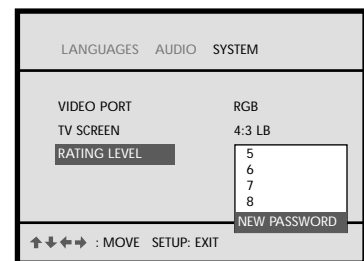 LANGUAGES AUDIO SYSTEM
VIDEO PORT RGB
TV SCREEN 4:3 LB
RATING LEVEL
5
6
7
8
NEW PASSWORD
: MOVE SETUP: EXIT